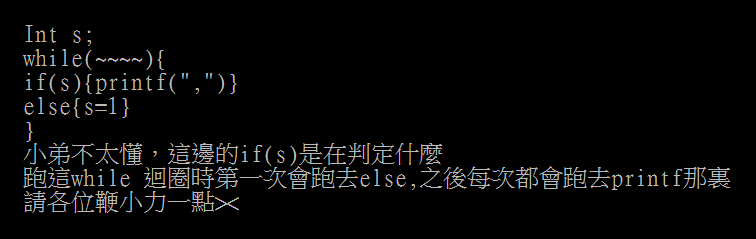 Int s;
while(~~~~){
if(s){printf(",")}
else{s=1}
}
小弟不太懂，這邊的if(s)是在判定什麼
跑這while 迴圈時第一次會跑去else,之後每次都會跑去printf那裏
請各位鞭小力一點><